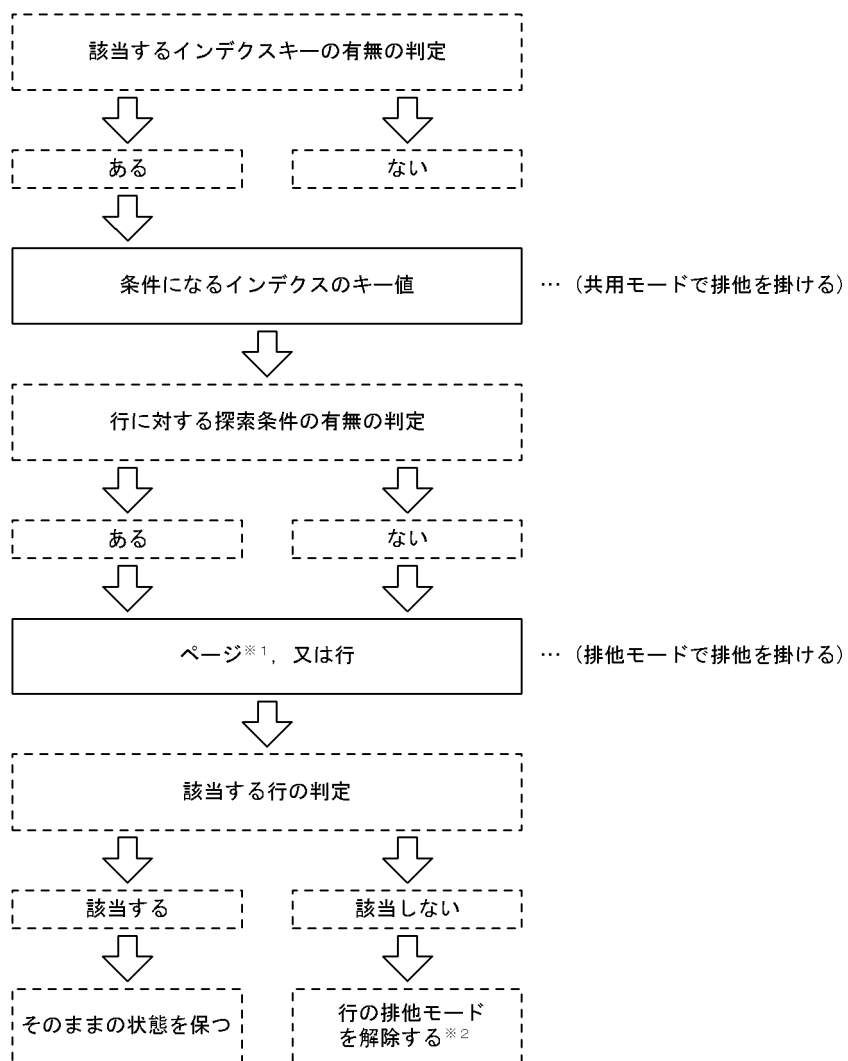 該当するインデクスキーの有無の判定
ある
ない
条件になるインデクスのキー値
…（共用モードで排他を掛ける）
行に対する探索条件の有無の判定
ある
ない
ページ※1，又は行
…（排他モードで排他を掛ける）
該当する行の判定
該当する
該当しない
そのままの状態を保つ
行の排他モード
を解除する※2